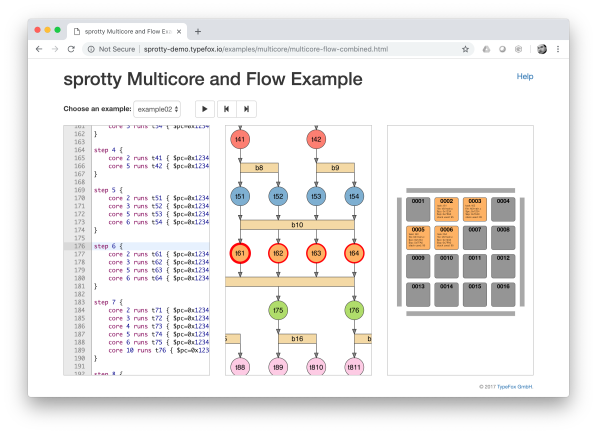 sprotty Multicore and Flow Exa
Not Secure | sprotty-demo.typefox.io/examples/multicore/multicore-flow-combined.html
sprotty Multicore and Flow Example
Help
Choose an example: example02
161 core 3 runs t34 { $pc=0x1234
162 }
163
164 step 4 {
165 core 2 runs t41 { $pc=0x1234
166 core 5 runs t42 { $pc=0x1234
167 }
168
169 step 5 {
170 core 2 runs t51 { $pc=0x1234
171 core 3 runs t52 { $pc=0x1234
172 core 5 runs t53 { $pc=0x1234
173 core 6 runs t54 { $pc=0x1234
174 }
175
176 step 6 {
177 core 2 runs t61 { $pc=0x1234
178 core 3 runs t62 { $pc=0x1234
179 core 5 runs t63 { $pc=0x1234
180 core 6 runs t64 { $pc=0x1234
181 }
182
183 step 7 {
184 core 2 runs t71 { $pc=0x1234
185 core 3 runs t72 { $pc=0x1234
186 core 4 runs t73 { $pc=0x1234
187 core 5 runs t74 { $pc=0x1234
188 core 6 runs t75 { $pc=0x1234
189 core 10 runs t76 { $pc=0x123
190 }
191
192 step 8 {
t41 t42
b8 b9
t51 t52 t53 t54
b10
t61 t62 t63 t64
t75 t76
b16 b
t88 t89 t810 t811
0001 0002 0003 0004
0005 0006 0007 0008
0009 0010 0011 0012
0013 0014 0015 0016
© 2017 TypeFox GmbH.